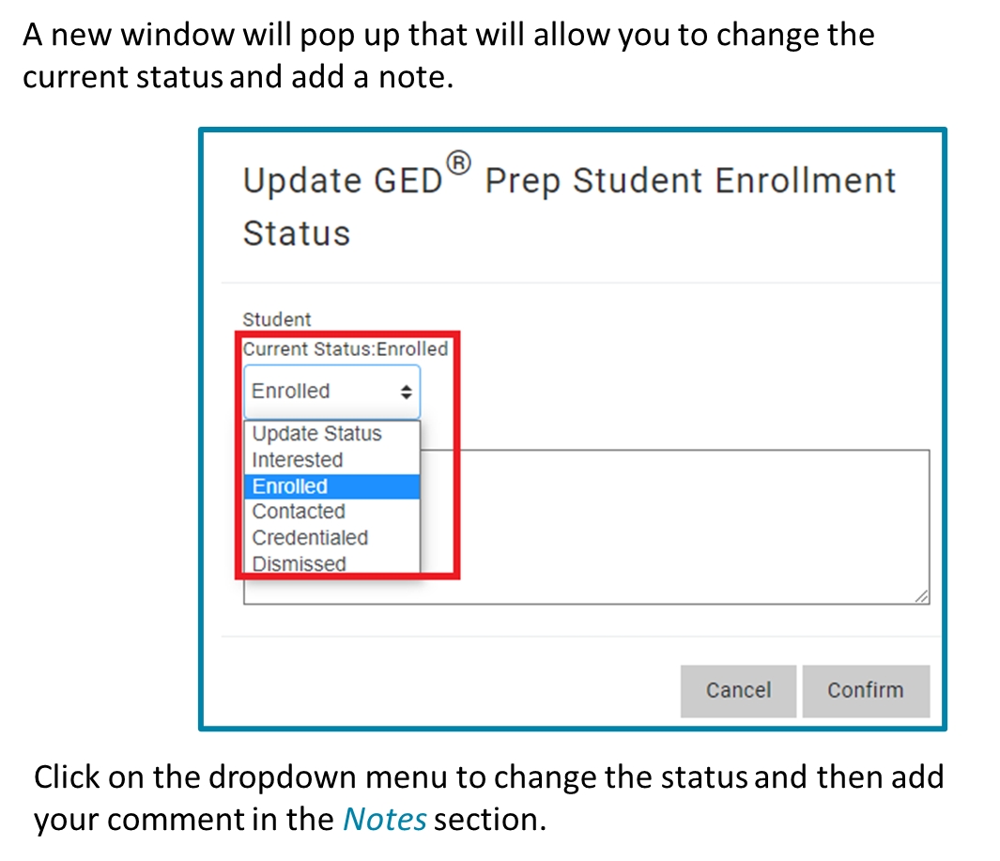 A new window will pop up that will allow you to change the
current status and add a note.
Update GED® Prep Student Enrollment
Status
Student
Current Status:Enrolled
Enrolled
Update Status
Interested
Enrolled
Contacted
Credentialed
Dismissed
Cancel Confirm
Click on the dropdown menu to change the status and then add
your comment in the Notes section.